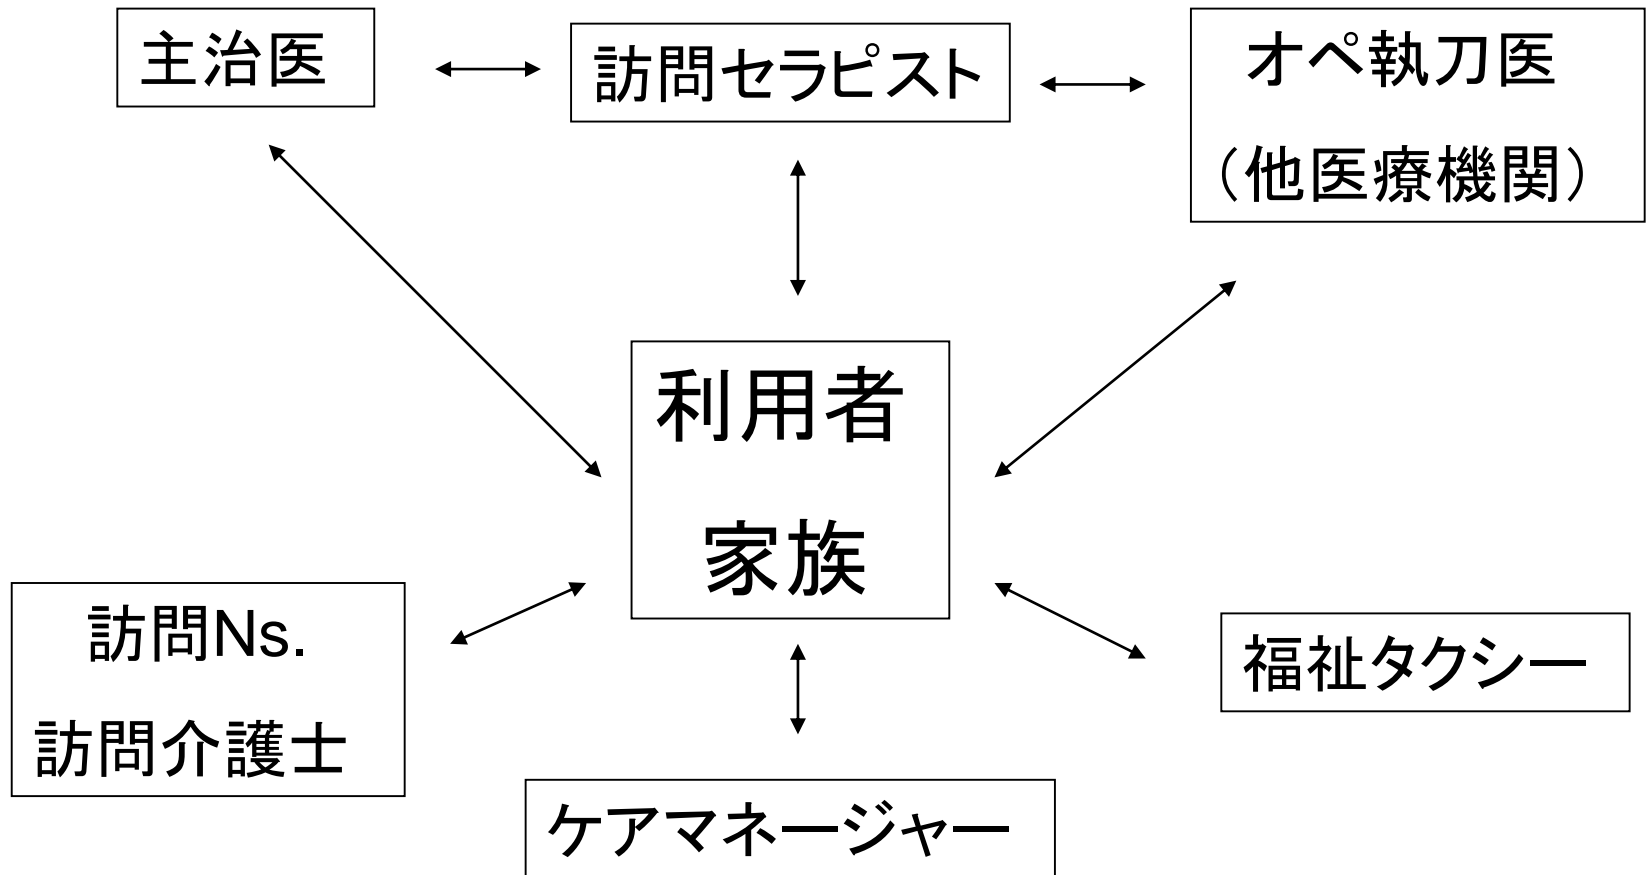 主治医
訪問セラピスト
オペ執刀医
（他医療機関）
利用者
家族
訪問Ns.
訪問介護士
福祉タクシー
ケアマネージャー